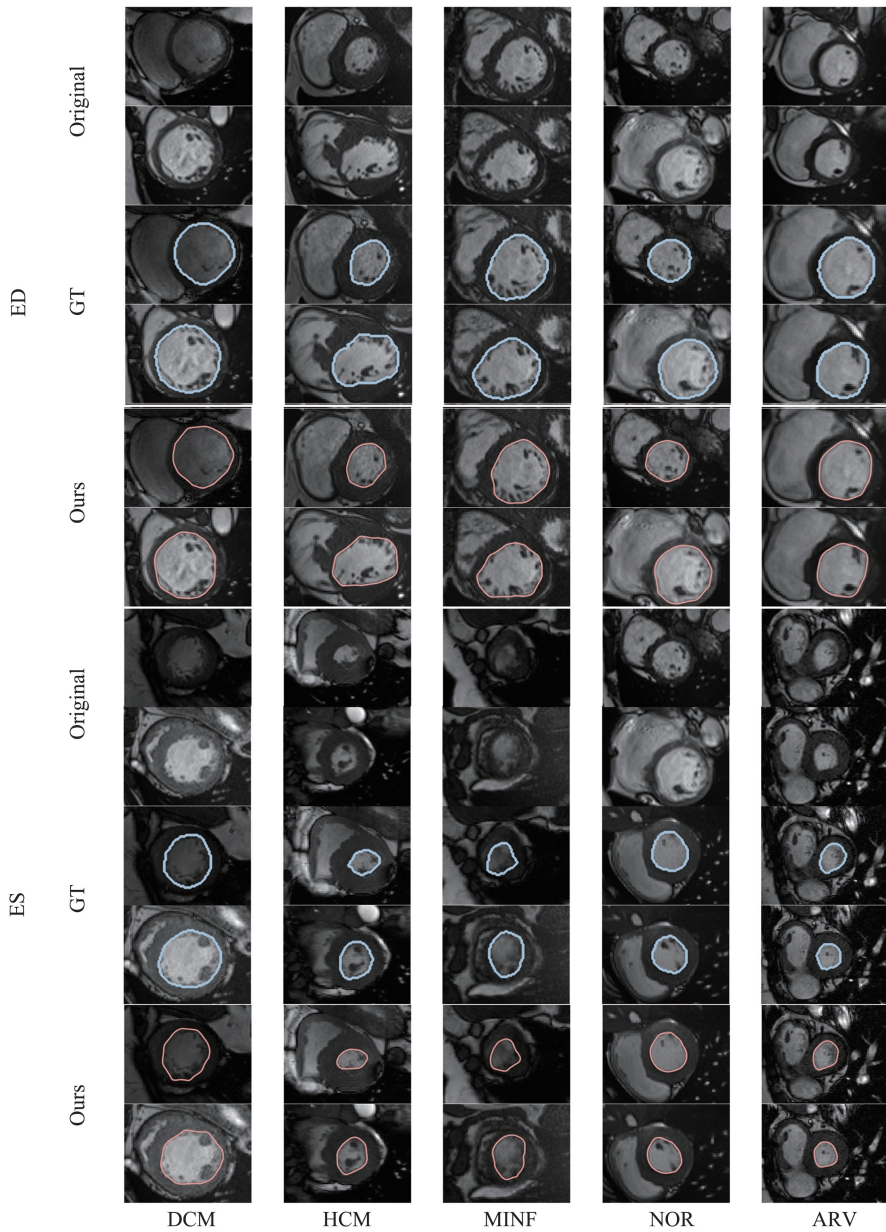 ED
Original
GT
Ours
ES
Original
GT
Ours
DCM HCM MINF NOR ARV